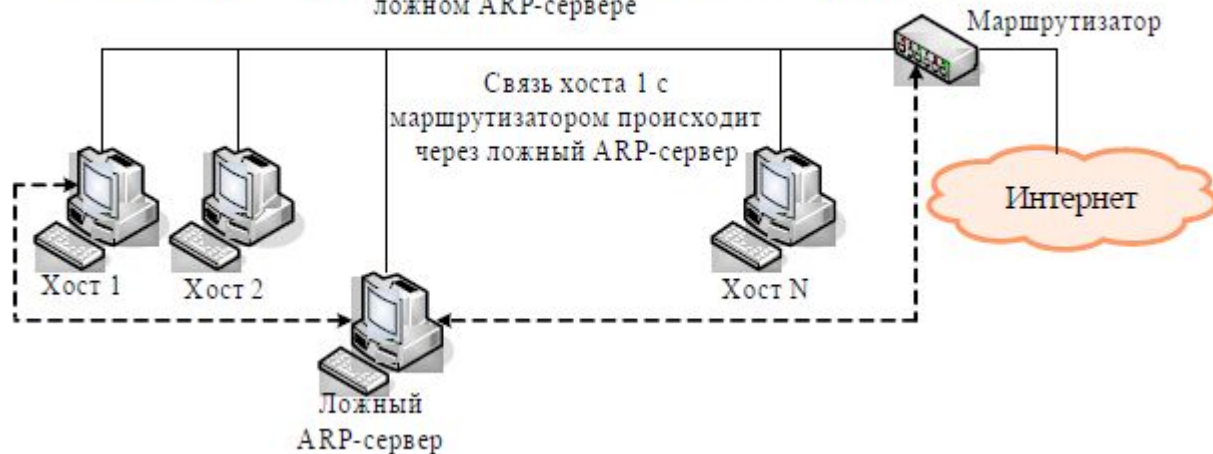 ложном ARP-сервере
Маршрутизатор
Связь хоста 1 с
маршрутизатором происходит
через ложный ARP-сервер
Интернет
Хост 1
Хост 2
Хост N
Ложный
ARP-сервер